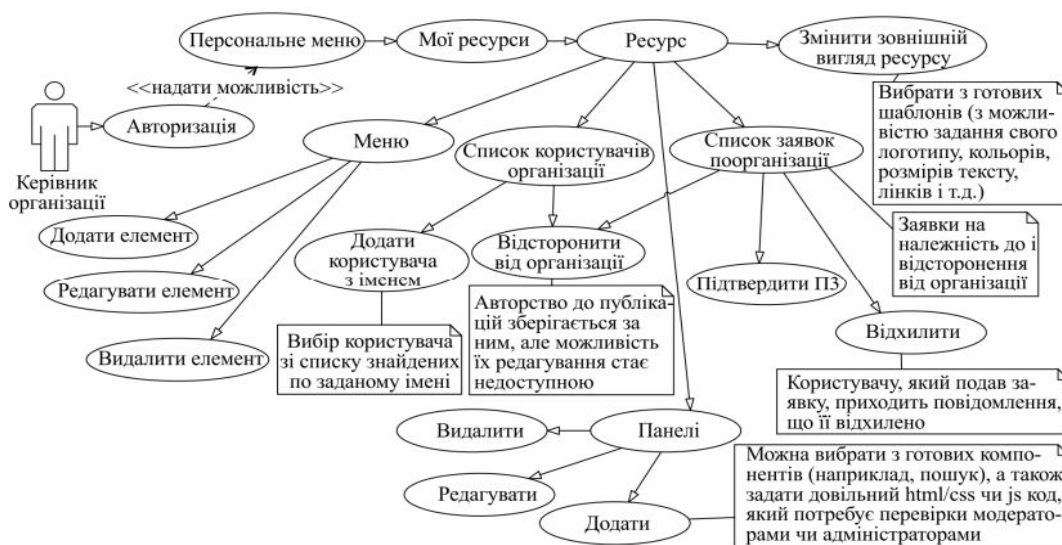 Персональне меню
Мої ресурси
Ресурс
Змінити зовнішній
вигляд ресурсу
<<надати можливість>>
Авторизація
Керівник
організації
Меню
Список користувачів
організації
Список заявок
поорганізації
Вибрати з готових
шаблонів (з можли-
вістю задання свого
логотипу, кольорів,
розмірів тексту,
лінків і т.д.)
Додати елемент
Редагувати елемент
Видалити елемент
Додати
користувача
з іменем
Відсторонити
від організації
Підтвердити ПЗ
Заявки на
належність до і
відсторонення
від організації
Вибір користувача
зі списку знайдених
по заданому імені
Авторство до публіка-
цій зберігається за
ним, але можливість
їх редагування стає
недоступною
Відхилити
Користувачу, який подав за-
явку, приходить повідомлення,
що її відхилено
Видалити
Панелі
Редагувати
Додати
Можна вибрати з готових компо-
нентів (наприклад, пошук), а також
задати довільний html/css чи js код,
який потребує перевірки модерато-
рами чи адміністраторами